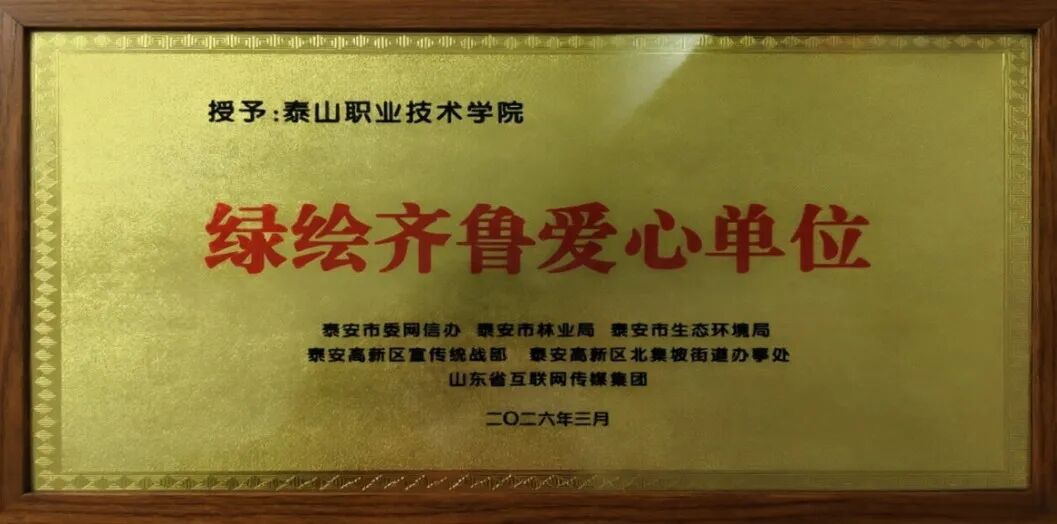 授予:泰山职业技术学院
绿绘齐鲁爱心单位
泰安市委网信办 泰安市林业局 泰安市生态环境局
泰安高新区宣传统战部 泰安高新区北集坡街道办事处
山东省互联网传媒集团
二〇二六年三月